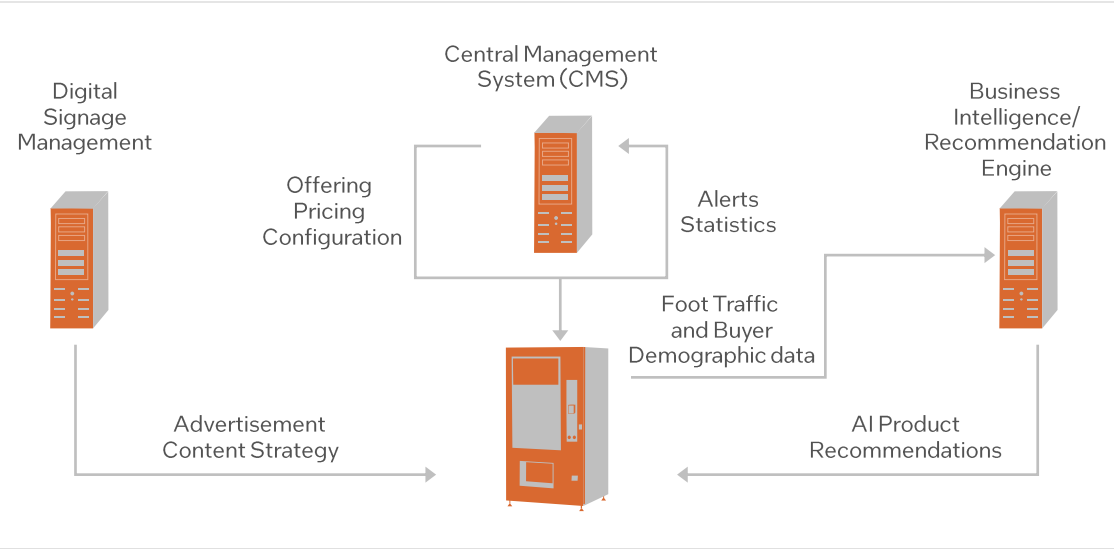 Central Management
System (CMS)
Digital
Signage
Management
Business
Intelligence/
Recommendation
Engine
Offering
Pricing
Configuration
Alerts
Statistics
Foot Traffic
and Buyer
Demographic data
Advertisement
Content Strategy
AI Product
Recommendations